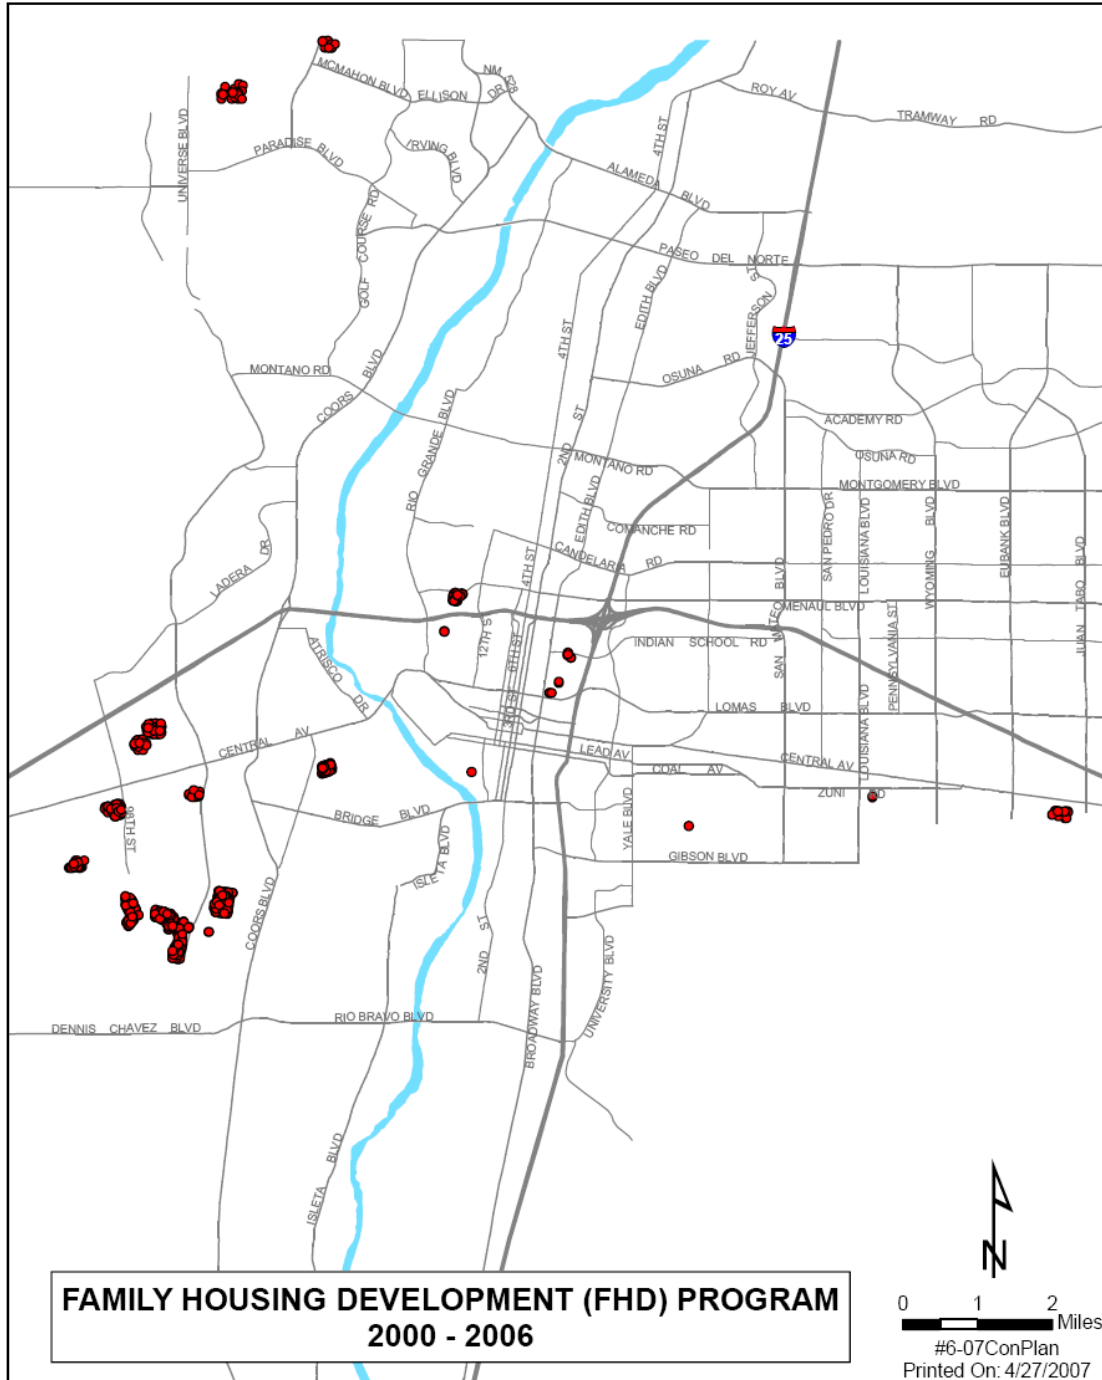 MCMAHON BLVD
ELLISON DR
NM 528
ROY AV
TRAMWAY RD
UNIVERSE BLVD
PARADISE BLVD
IRVING BLVD
4TH ST
ALAMEDA BLVD
GOLF COURSE RD
PASEO DEL NORTE
EDITH BLVD
JEFFERSON ST
25
4TH ST
MONTANO RD
COORS BLVD
OSUNA RD
RIO GRANDE BLVD
2ND ST
ACADEMY RD
OSUNA RD
MONTANO RD
MONTGOMERY BLVD
EDITH BLVD
COMANCHE RD
SAN PEDRO DR
LOUISIANA BLVD
WYOMING BLVD
EUBANK BLVD
JUAN TABO BLVD
LADERA DR
4TH ST
CANDELARIA RD
SAN MATEO BLVD
MENAUL BLVD
ATRISCO DR
12TH S
6TH ST
INDIAN SCHOOL RD
PENNSYLVANIA ST
3RD ST
LOMAS BLVD
LOUISIANA BLVD
CENTRAL AV
LEAD AV
CENTRAL AV
COAL AV
ZUNI RD
98TH ST
BRIDGE BLVD
YALE BLVD
ISLETA BLVD
GIBSON BLVD
COORS BLVD
2ND ST
BROADWAY BLVD
UNIVERSITY BLVD
DENNIS CHAVEZ BLVD
RIO BRAVO BLVD
ISLETA BLVD
N
FAMILY HOUSING DEVELOPMENT (FHD) PROGRAM
2000 - 2006
0 1 2
Miles
#6-07ConPlan
Printed On: 4/27/2007